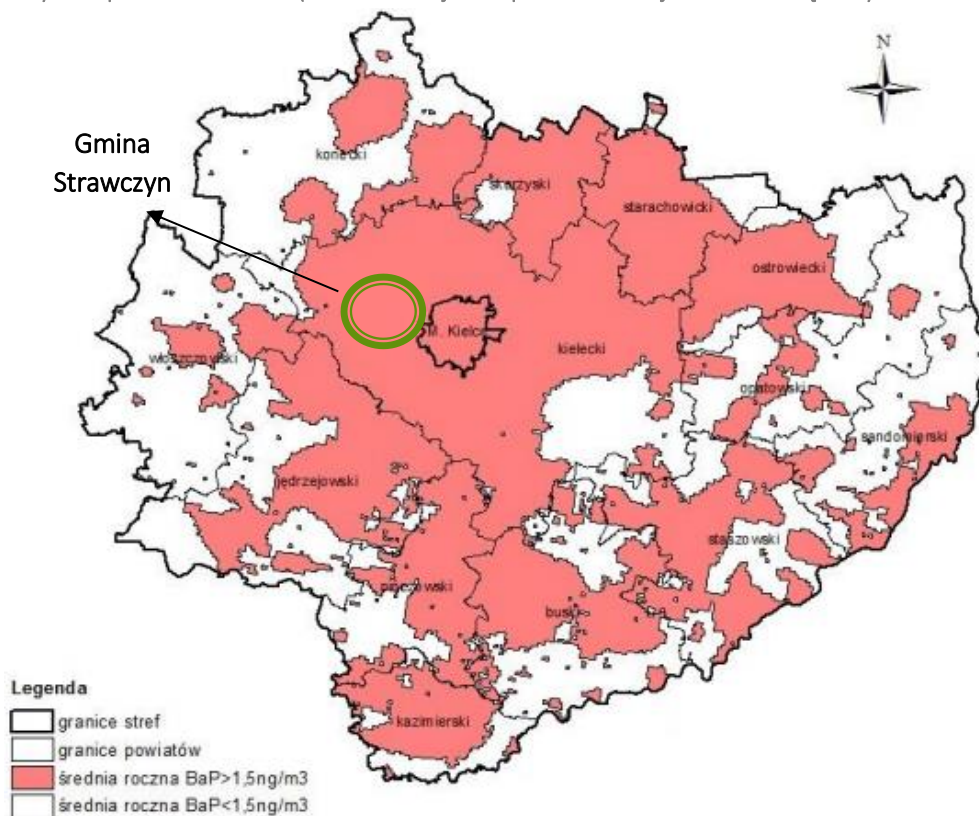 N
Gmina
Strawczyn
konecki
skarżyski
starachowicki
ostrowiecki
M. Kielce
kielecki
włoszczowski
opatowski
sandomierski
jędrzejowski
staszowski
pińczowski
buski
kazimierski
Legenda
granice stref
granice powiatów
średnia roczna BaP>1,5ng/m3
średnia roczna BaP<1,5ng/m3